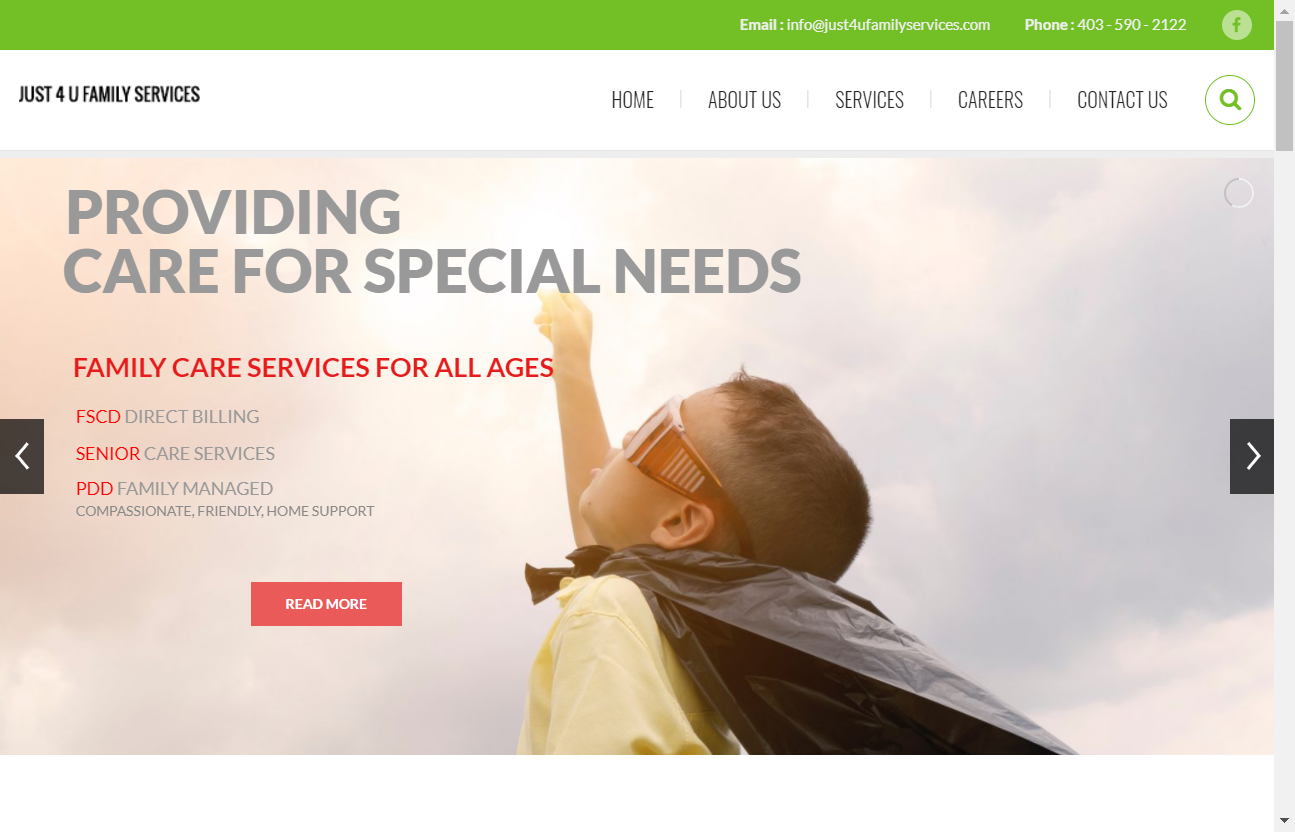 Email : info@just4ufamilyservices.com Phone : 403 - 590 - 2122
JUST 4 U FAMILY SERVICES
HOME ABOUT US SERVICES CAREERS CONTACT US
PROVIDING
CARE FOR SPECIAL NEEDS
FAMILY CARE SERVICES FOR ALL AGES
FSCD DIRECT BILLING
SENIOR CARE SERVICES
PDD FAMILY MANAGED
COMPASSIONATE, FRIENDLY, HOME SUPPORT
READ MORE